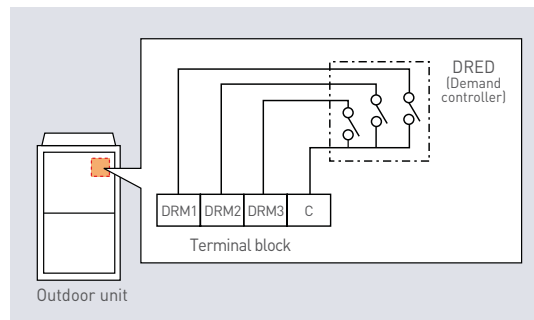 DRED
(Demand
controller)
DRM1 DRM2 DRM3 C
Terminal block
Outdoor unit